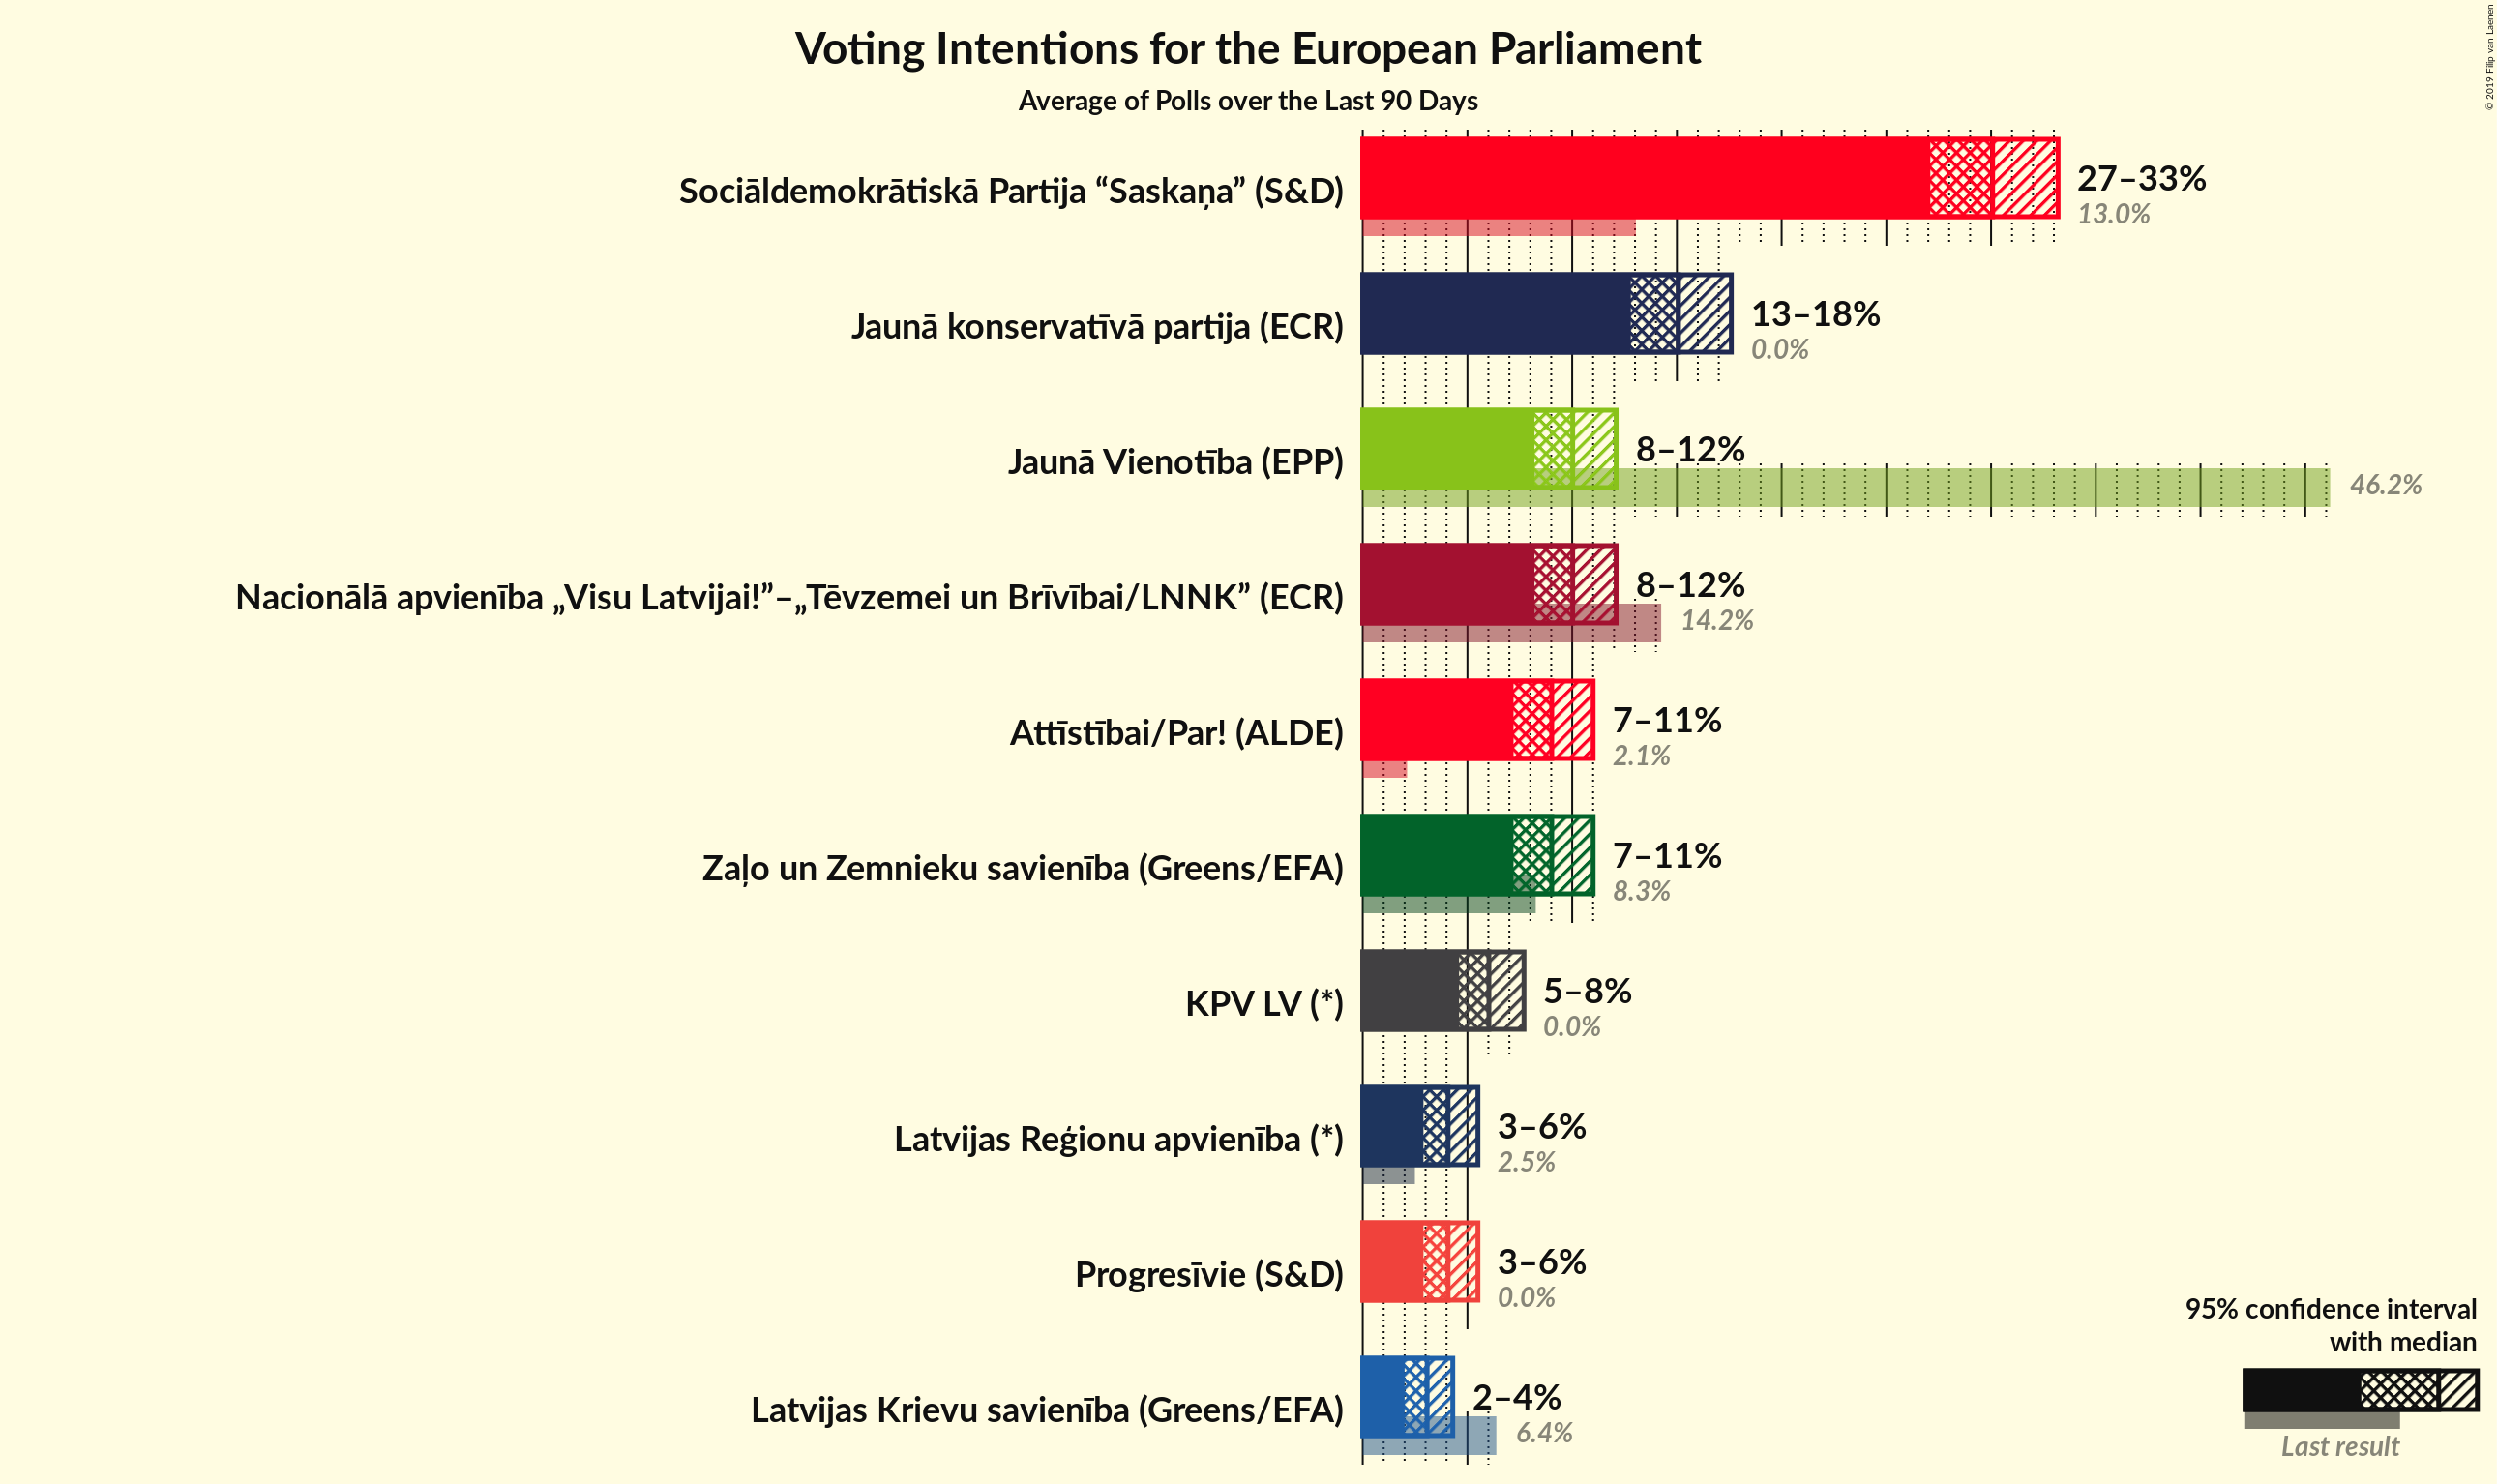 Voting Intentions for the European Parliament
Average of Polls over the Last 90 Days
© 2019 Filip van Laenen
Sociāldemokrātiskā Partija “Saskaņa” (S&D)
27–33%
13.0%
Jaunā konservatīvā partija (ECR)
13–18%
0.0%
Jaunā Vienotība (EPP)
8–12%
46.2%
Nacionālā apvienība „Visu Latvijai!”–„Tēvzemei un Brīvībai/LNNK” (ECR)
8–12%
14.2%
Attīstībai/Par! (ALDE)
7–11%
2.1%
Zaļo un Zemnieku savienība (Greens/EFA)
7–11%
8.3%
KPV LV (*)
5–8%
0.0%
Latvijas Reģionu apvienība (*)
3–6%
2.5%
Progresīvie (S&D)
3–6%
0.0%
Latvijas Krievu savienība (Greens/EFA)
2–4%
6.4%
95% confidence interval
with median
Last result